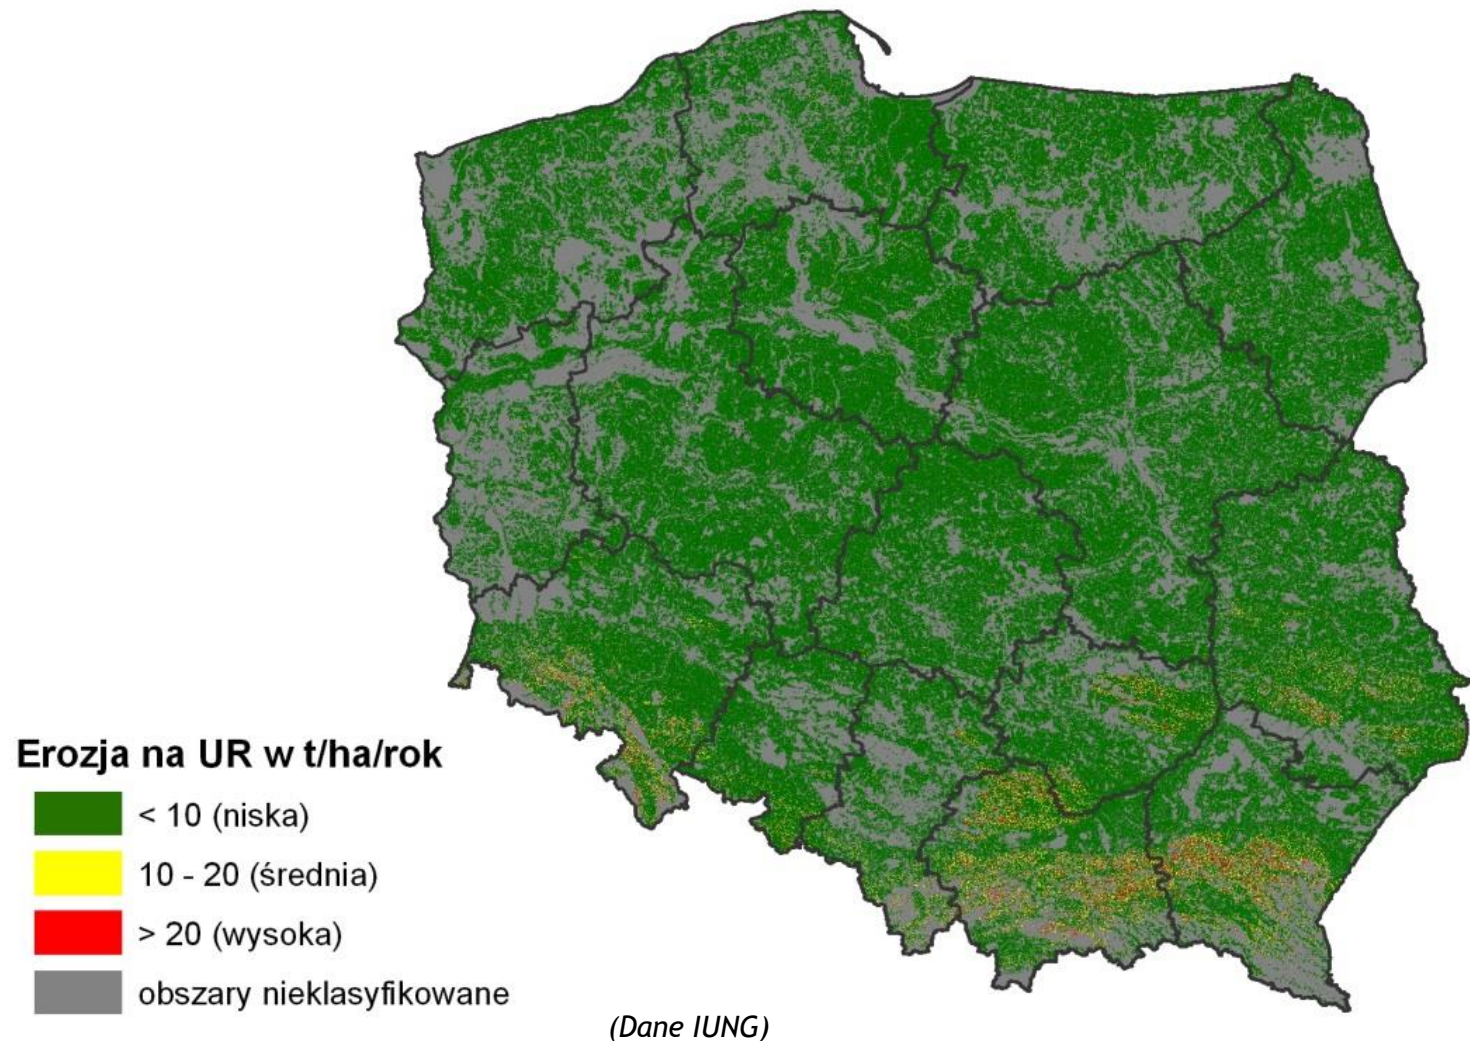 Erozja na UR w t/ha/rok
< 10 (niska)
10 - 20 (średnia)
> 20 (wysoka)
obszary nieklasyfikowane
(Dane IUNG)